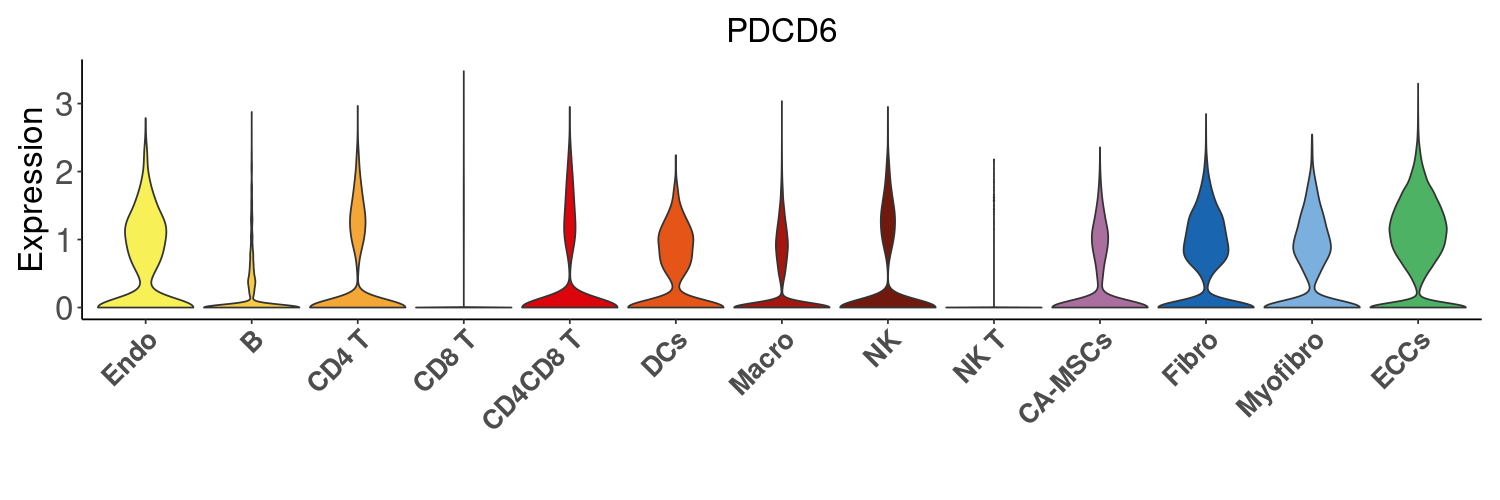 PDCD6
Expression
3
2
1
0
Endo
B
CD4 T
CD8 T
CD4CD8 T
DCs
Macro
NK
NK T
CA-MSCs
Fibro
Myofibro
ECCs